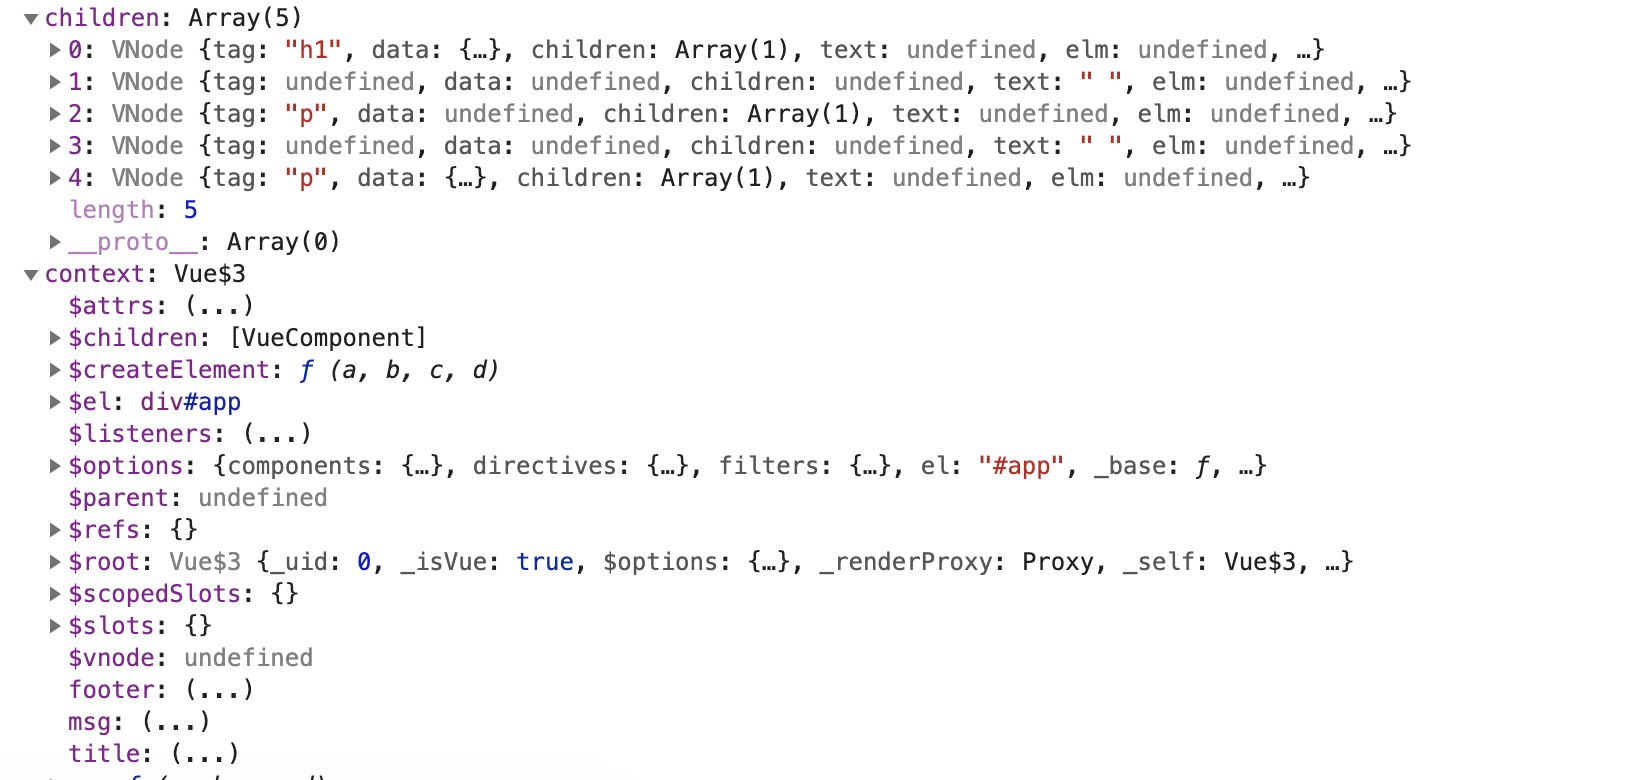 children: Array(5)
0: VNode {tag: "h1", data: {…}, children: Array(1), text: undefined, elm: undefined, …}
1: VNode {tag: undefined, data: undefined, children: undefined, text: " ", elm: undefined, …}
2: VNode {tag: "p", data: undefined, children: Array(1), text: undefined, elm: undefined, …}
3: VNode {tag: undefined, data: undefined, children: undefined, text: " ", elm: undefined, …}
4: VNode {tag: "p", data: {…}, children: Array(1), text: undefined, elm: undefined, …}
length: 5
__proto__: Array(0)
context: Vue$3
$attrs: (...)
$children: [VueComponent]
$createElement: ƒ (a, b, c, d)
$el: div#app
$listeners: (...)
$options: {components: {…}, directives: {…}, filters: {…}, el: "#app", _base: ƒ, …}
$parent: undefined
$refs: {}
$root: Vue$3 {_uid: 0, _isVue: true, $options: {…}, _renderProxy: Proxy, _self: Vue$3, …}
$scopedSlots: {}
$slots: {}
$vnode: undefined
footer: (...)
msg: (...)
title: (...)